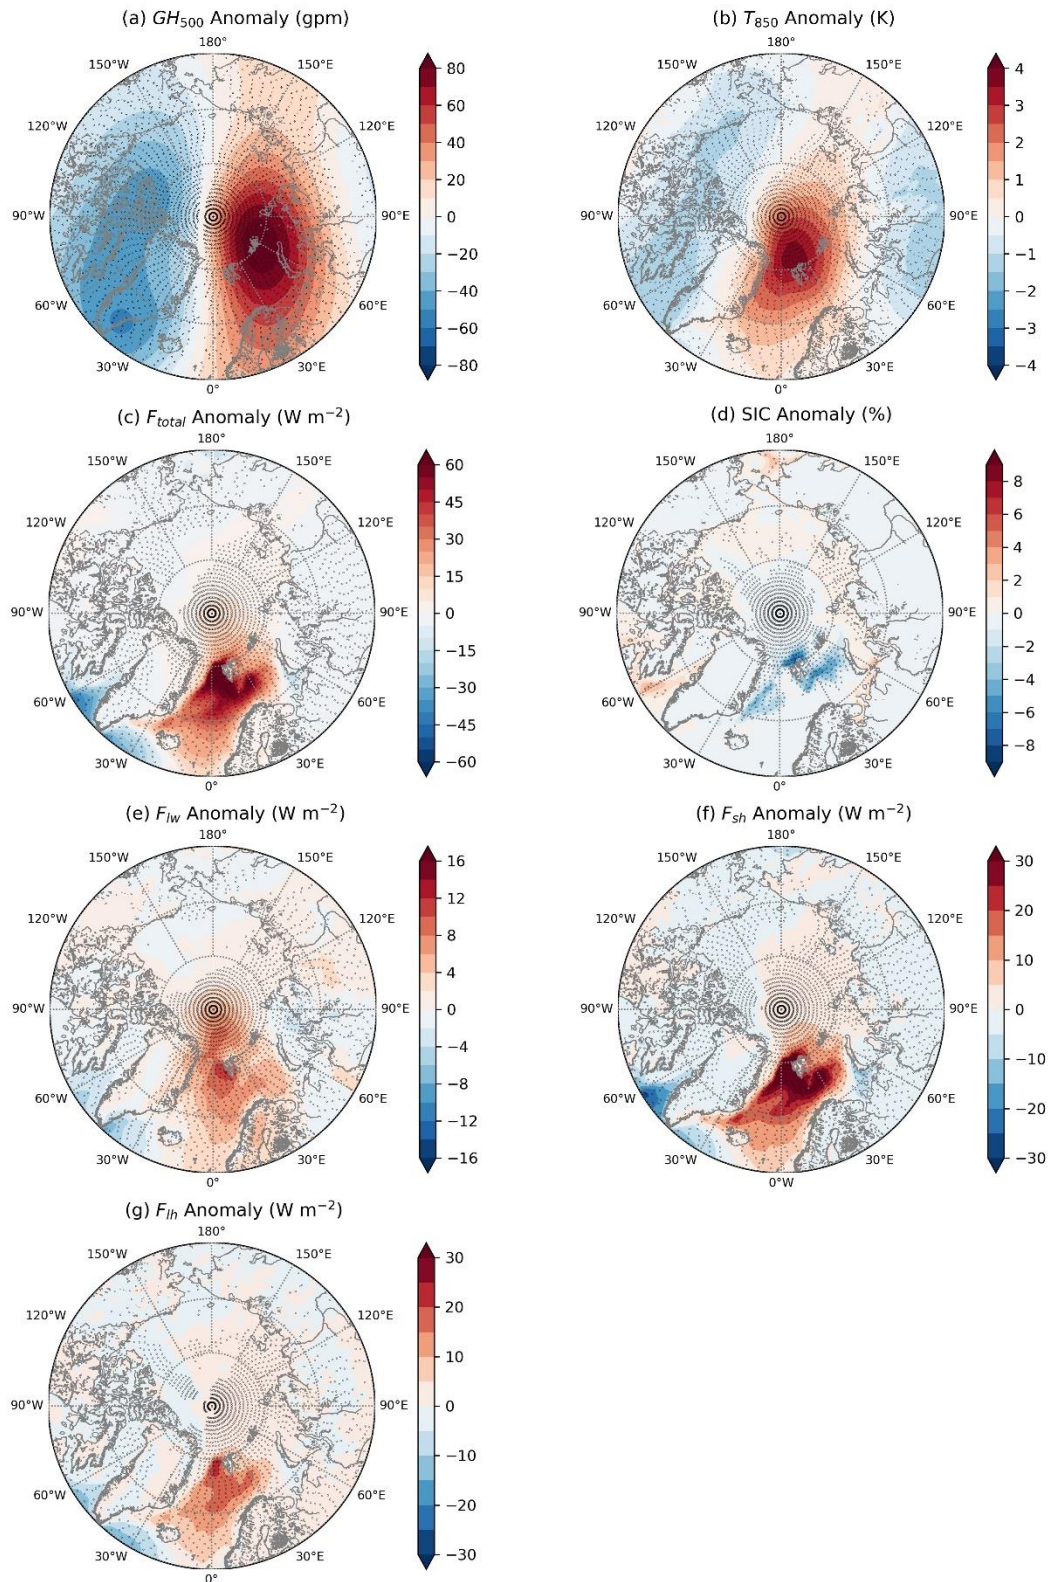 (a) GH500 Anomaly (gpm)
(b) T850 Anomaly (K)
180°
150°W
150°E
120°W
120°E
90°W
90°E
60°W
60°E
30°W
30°E
0°
80
60
40
20
0
−20
−40
−60
−80
180°
150°W
150°E
120°W
120°E
90°W
90°E
60°W
60°E
30°W
30°E
0°
4
3
2
1
0
−1
−2
−3
−4
(c) Ftotal Anomaly (W m−2)
(d) SIC Anomaly (%)
180°
150°W
150°E
120°W
120°E
90°W
90°E
60°W
60°E
30°W
30°E
0°
60
45
30
15
0
−15
−30
−45
−60
180°
150°W
150°E
120°W
120°E
90°W
90°E
60°W
60°E
30°W
30°E
0°
8
6
4
2
0
−2
−4
−6
−8
(e) Flw Anomaly (W m−2)
(f) Fsh Anomaly (W m−2)
180°
150°W
150°E
120°W
120°E
90°W
90°E
60°W
60°E
30°W
30°E
0°
16
12
8
4
0
−4
−8
−12
−16
180°
150°W
150°E
120°W
120°E
90°W
90°E
60°W
60°E
30°W
30°E
0°W
30
20
10
0
−10
−20
−30
(g) Flh Anomaly (W m−2)
180°
150°W
150°E
120°W
120°E
90°W
90°E
60°W
60°E
30°W
30°E
0°
30
20
10
0
−10
−20
−30